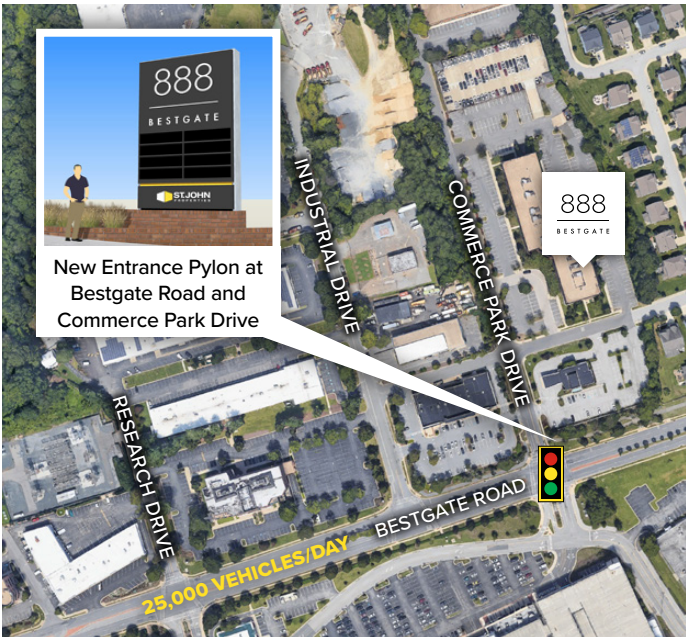 888
BESTGATE
ST.JOHN
PROPERTIES
New Entrance Pylon at
Bestgate Road and
Commerce Park Drive
INDUSTRIAL DRIVE
COMMERCE PARK DRIVE
888
BESTGATE
RESEARCH DRIVE
BESTGATE ROAD
25,000 VEHICLES/DAY